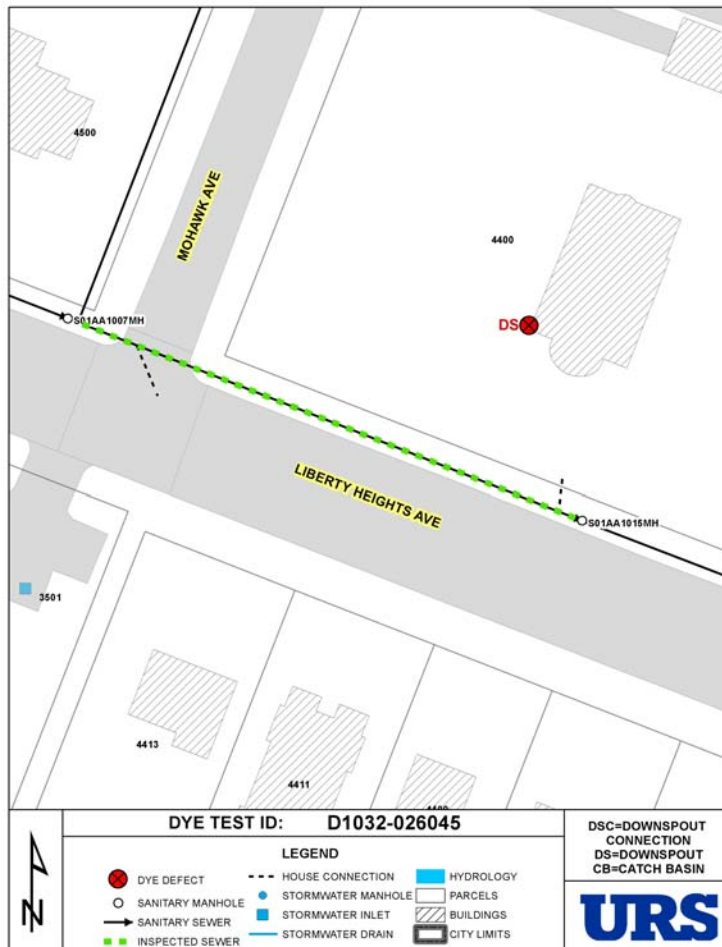 4500
MOHAWK AVE
4400
DS
S01AA1007MH
LIBERTY HEIGHTS AVE
S01AA1015MH
3501
4413
4411
DYE TEST ID: D1032-026045
LEGEND
DYE DEFECT
SANITARY MANHOLE
SANITARY SEWER
INSPECTED SEWER
HOUSE CONNECTION
STORMWATER MANHOLE
STORMWATER INLET
STORMWATER DRAIN
HYDROLOGY
PARCELS
BUILDINGS
CITY LIMITS
N
DSC=DOWNSPOUT
CONNECTION
DS=DOWNSPOUT
CB=CATCH BASIN
URS